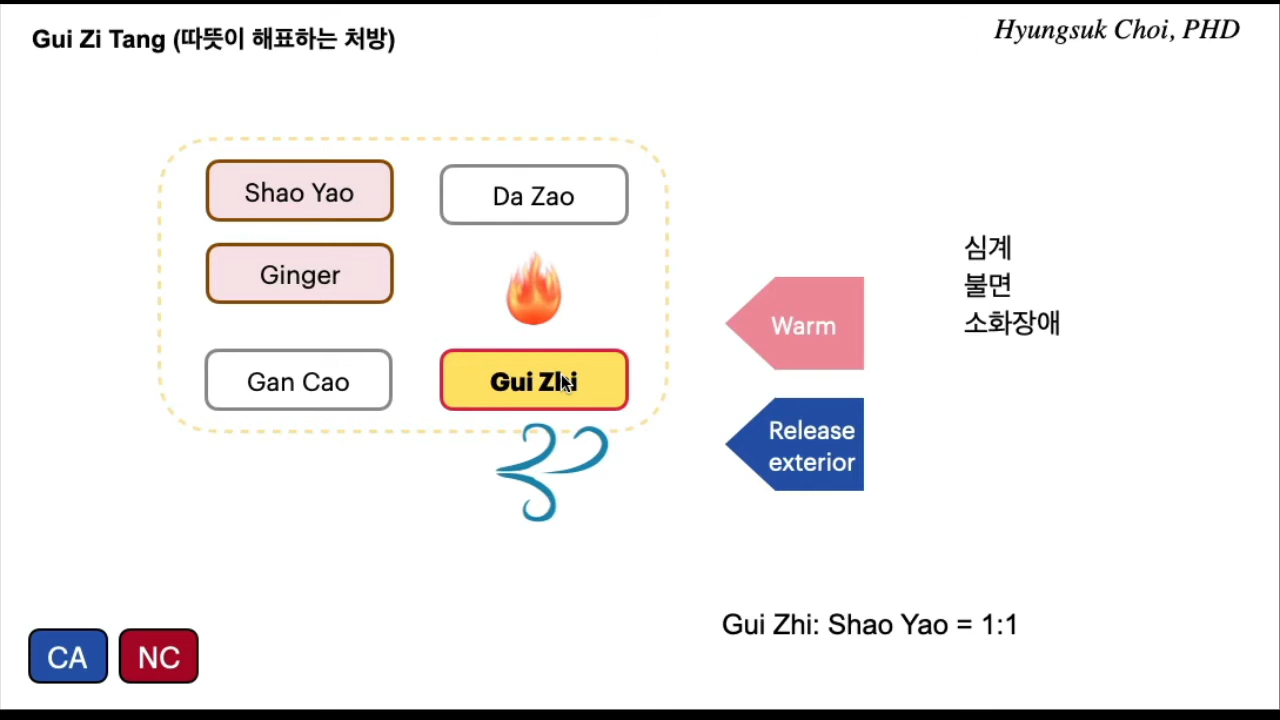 Gui Zi Tang (따뜻이 해표하는 처방)
Hyungsuk Choi, PHD
Shao Yao
Da Zao
Ginger
Gan Cao
Gui Zhi
Warm
Release
exterior
심계
불면
소화장애
Gui Zhi: Shao Yao = 1:1
CA
NC